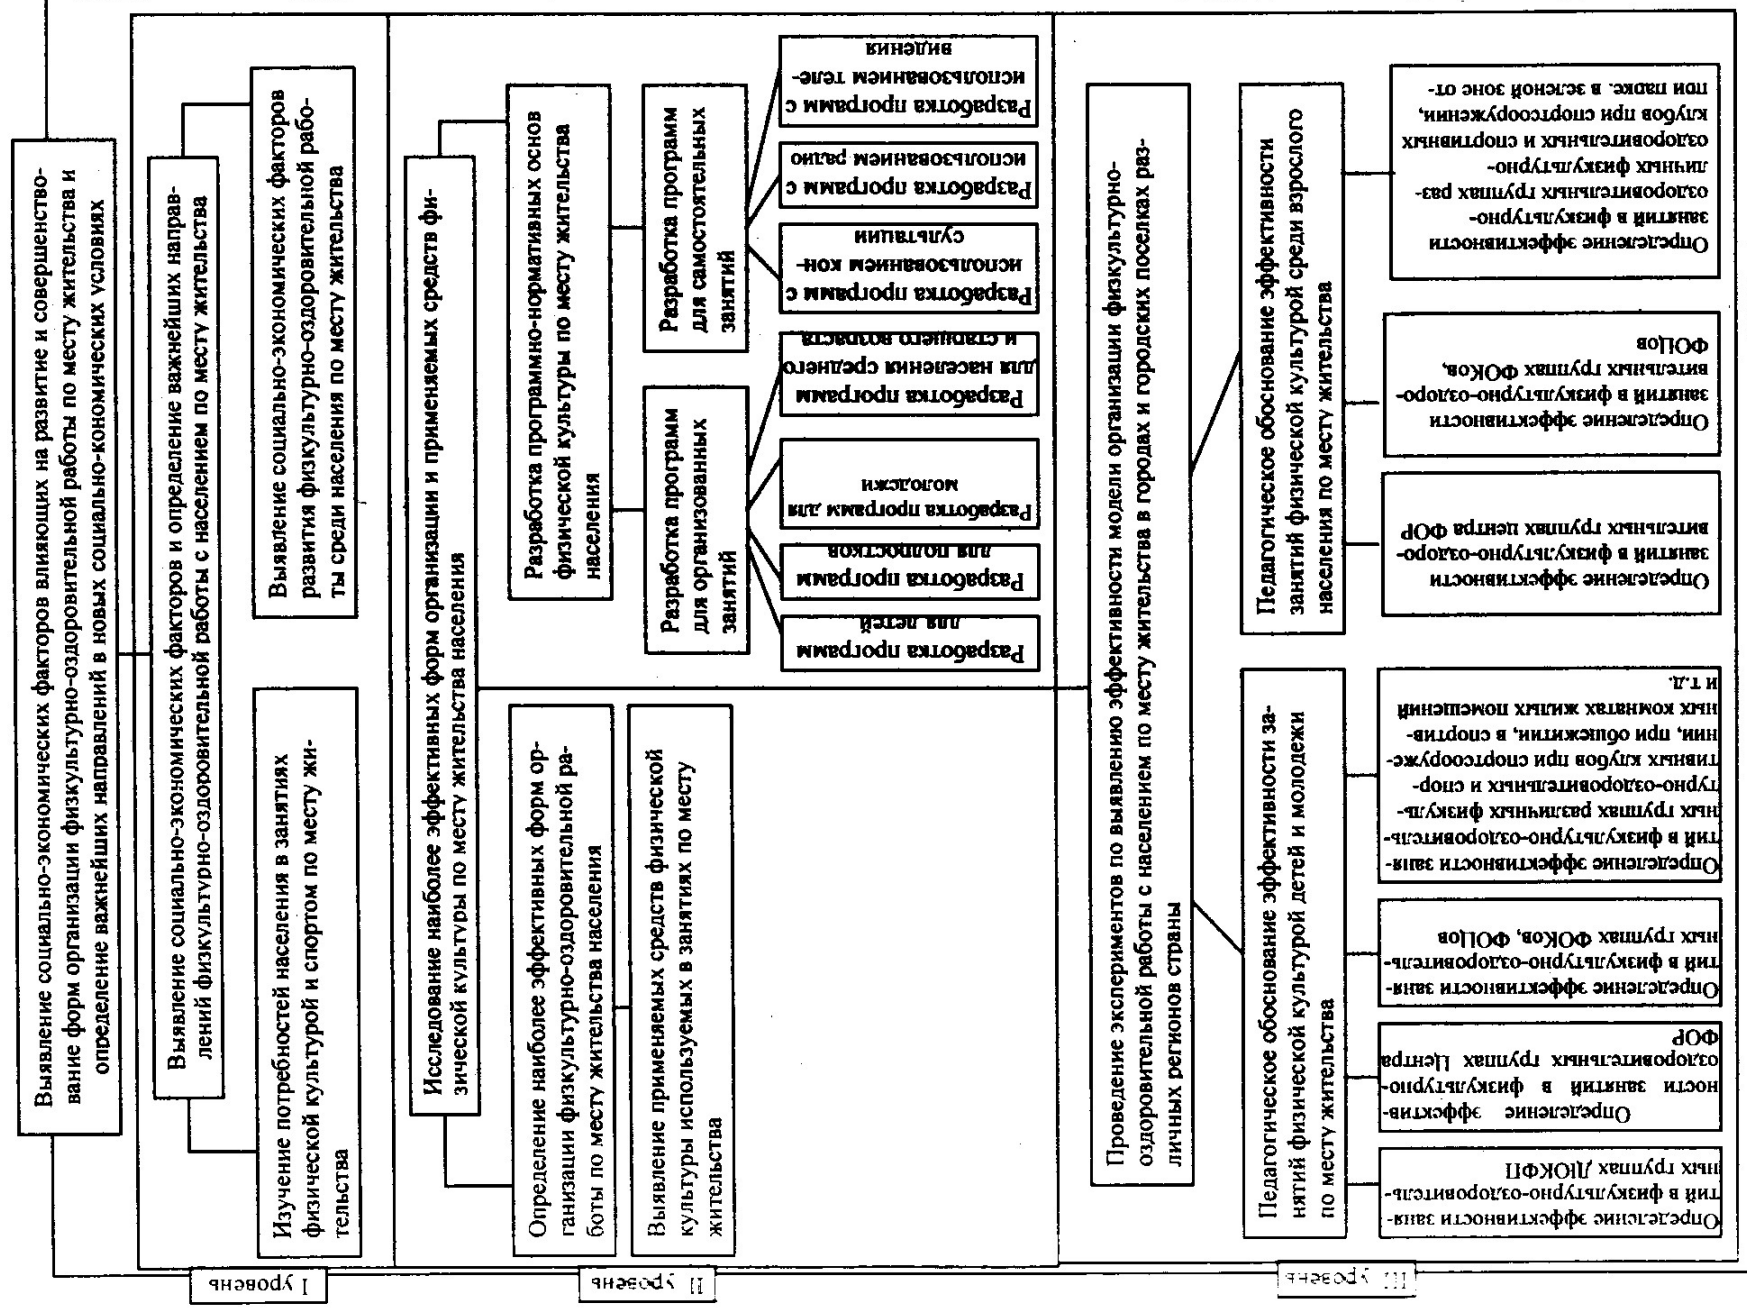 Выявление социально-экономических факторов влияющих на развитие и совершенство-
вание форм организации физкультурно-оздоровительной работы по месту жительства и
определение важнейших направлений в новых социально-кономических условиях
I уровень
Выявление социально-экономических факторов и определение важнейших направ-
лений физкультурно-оздоровительной работы с населением по месту жительства
Изучение потребностей населения в занятиях
физической культурой и спортом по месту жи-
тельства
Выявление социально-экономических факторов
развития физкультурно-оздоровительной рабо-
ты среди населения по месту жительства
II уровень
Исследование наиболее эффективных форм организации и применяемых средств фи-
зической культуры по месту жительства населения
Определение наиболее эффективных форм ор-
ганизации физкультурно-оздоровительной ра-
боты по месту жительства населения
Выявление применяемых средств физической
культуры используемых в занятиях по месту
жительства
Разработка программно-нормативных основ
физической культуры по месту жительства
населения
Разработка программ
для организованных
занятий
Разработка программ
для самостоятельных
занятий
Разработка программ
для детей
Разработка программ
для подростков
Разработка программ для
молодежи
Разработка программ
для населения среднего
и старшего возраста
Разработка программ с
использованием кон-
сультации
Разработка программ с
использованием радио
Разработка программ с
использованием теле-
видения
III уровень
Проведение экспериментов по выявлению эффективности модели организации физкультурно-
оздоровительной работы с населением по месту жительства в городах и городских поселках раз-
личных регионов страны
Педагогическое обоснование эффективности за-
нятий физической культурой детей и молодежи
по месту жительства
Педагогическое обоснование эффективности
занятий физической культурой среди взрослого
населения по месту жительства
Определение эффективности заня-
тий в физкультурно-оздоровитель-
ных группах ДЮКФП
Определение эффектив-
ности занятий в физкультурно-
оздоровительных группах Центра
ФОР
Определение эффективности заня-
тий в физкультурно-оздоровитель-
ных группах ФОКов, ФОЦов
Определение эффективности заня-
тий в физкультурно-оздоровитель-
ных группах различных физкуль-
турно-оздоровительных и спор-
тивных клубов при спортсооруже-
нии, при общежитии, в спортив-
ных комнатах жилых помещений
и т.д.
Определение эффективности
занятий в физкультурно-оздоро-
вительных группах центра ФОР
Определение эффективности
занятий в физкультурно-оздоро-
вительных группах ФОКов,
ФОЦов
Определение эффективности
занятий в физкультурно-
оздоровительных группах раз-
личных физкультурно-
оздоровительных и спортивных
клубов при спортсооружении,
при парке. в зеленой зоне от-